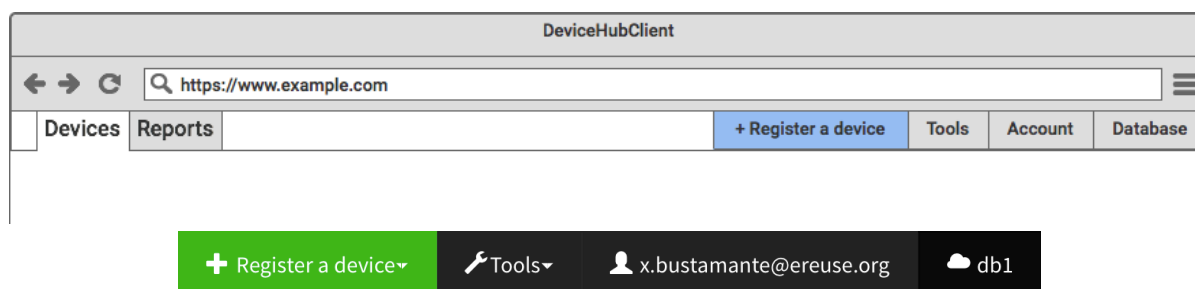 DeviceHubClient
https://www.example.com
Devices Reports + Register a device Tools Account Database
Register a device Tools x.bustamante@ereuse.org db1